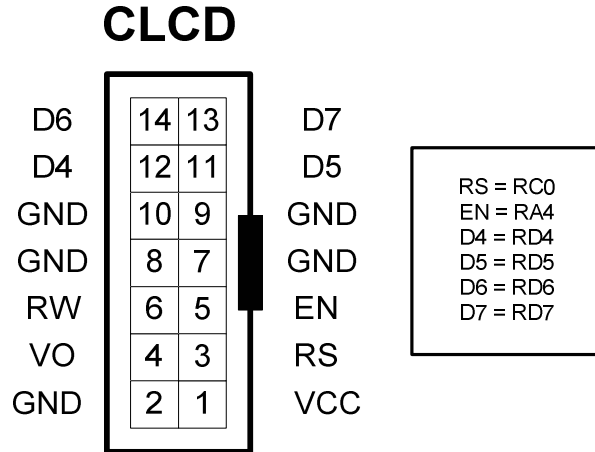 CLCD
D6 14 13 D7
D4 12 11 D5
GND 10 9 GND
GND 8 7 GND
RW 6 5 EN
VO 4 3 RS
GND 2 1 VCC
RS = RC0
EN = RA4
D4 = RD4
D5 = RD5
D6 = RD6
D7 = RD7